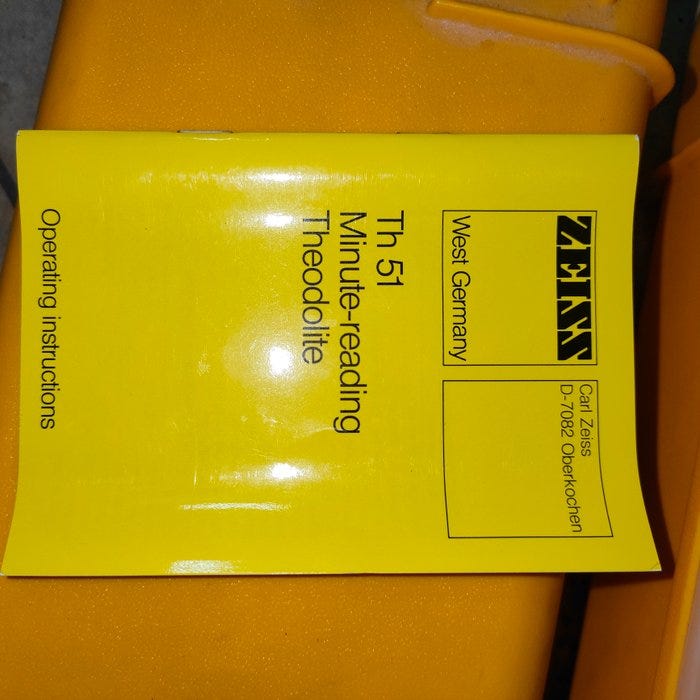 ZEISS
West Germany
Carl Zeiss
D-7082 Oberkochen
Th 51
Minute-reading
Theodolite
Operating instructions